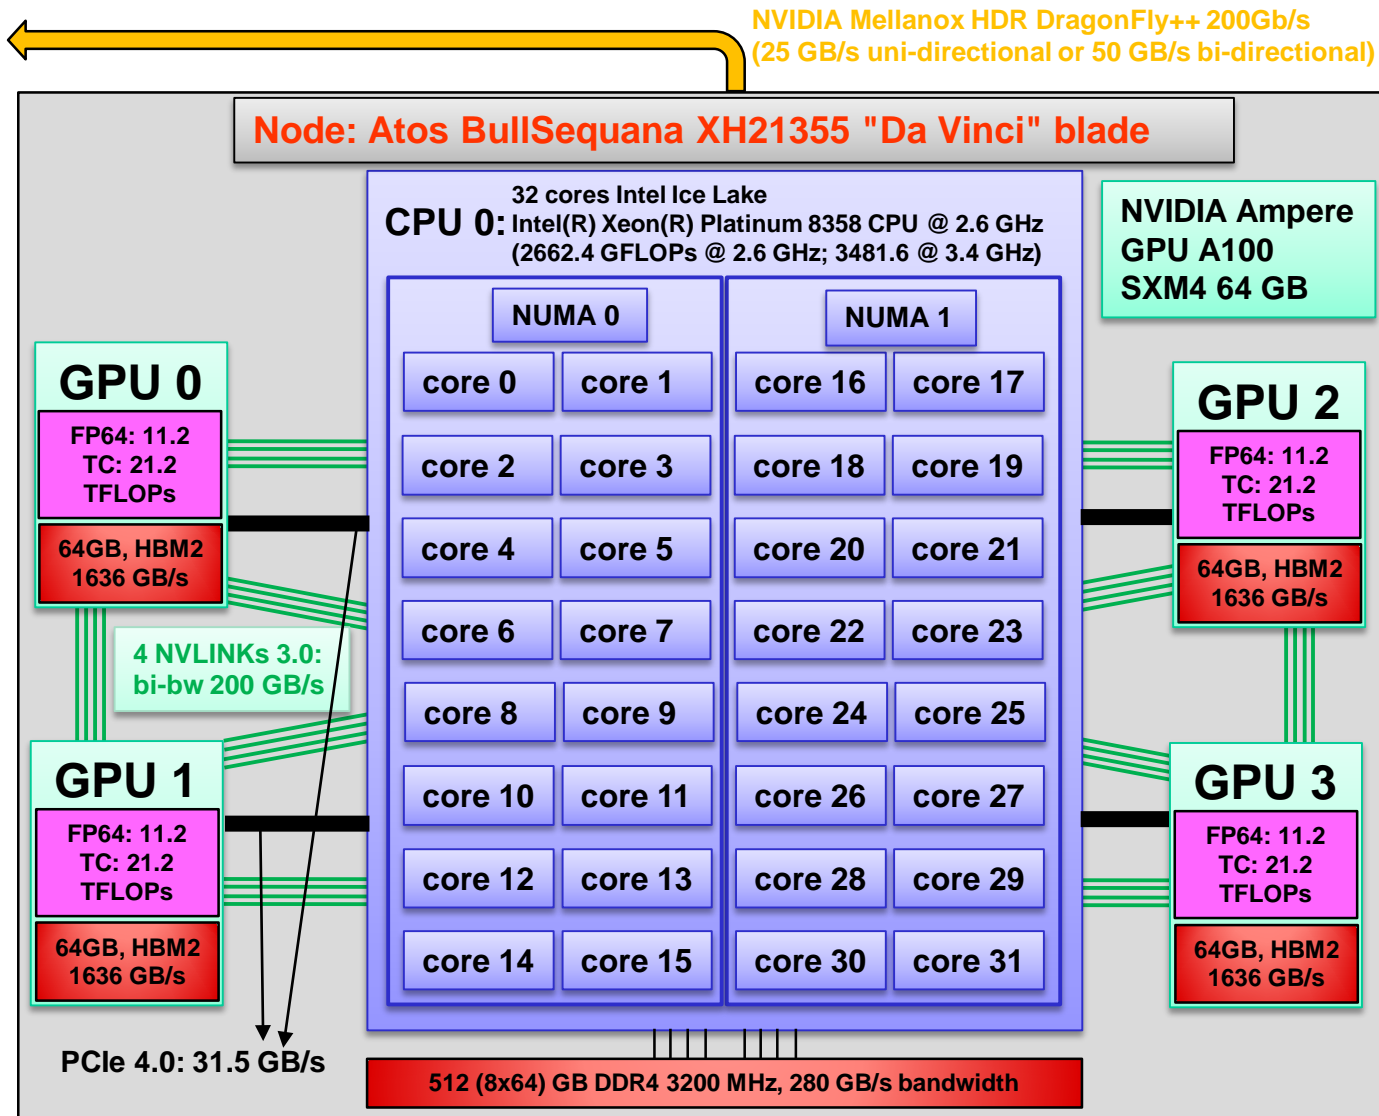 NVIDIA Mellanox HDR DragonFly++ 200Gb/s
(25 GB/s uni-directional or 50 GB/s bi-directional)
Node: Atos BullSequana XH21355 "Da Vinci" blade
32 cores Intel Ice Lake
CPU 0: Intel(R) Xeon(R) Platinum 8358 CPU @ 2.6 GHz
(2662.4 GFLOPs @ 2.6 GHz; 3481.6 @ 3.4 GHz)
NVIDIA Ampere
GPU A100
SXM4 64 GB
NUMA 0
NUMA 1
core 0 core 1 core 16 core 17
core 2 core 3 core 18 core 19
core 4 core 5 core 20 core 21
core 6 core 7 core 22 core 23
core 8 core 9 core 24 core 25
core 10 core 11 core 26 core 27
core 12 core 13 core 28 core 29
core 14 core 15 core 30 core 31
GPU 0
FP64: 11.2
TC: 21.2
TFLOPs
64GB, HBM2
1636 GB/s
4 NVLINKs 3.0:
bi-bw 200 GB/s
GPU 1
FP64: 11.2
TC: 21.2
TFLOPs
64GB, HBM2
1636 GB/s
GPU 2
FP64: 11.2
TC: 21.2
TFLOPs
64GB, HBM2
1636 GB/s
GPU 3
FP64: 11.2
TC: 21.2
TFLOPs
64GB, HBM2
1636 GB/s
PCIe 4.0: 31.5 GB/s
512 (8x64) GB DDR4 3200 MHz, 280 GB/s bandwidth